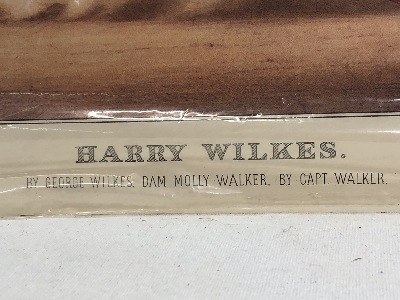 HARRY WILKES.
BY GEORGE WILKES, DAM MOLLY WALKER, BY CAPT. WALKER.